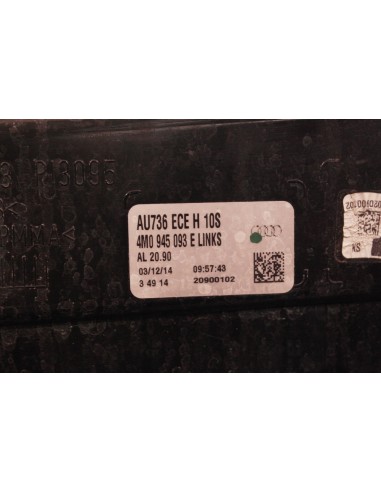 AU736 ECE H 10S
4M0 945 093 E LINKS
AL 20.90
03/12/14 09:57:43
3 49 14 20900102
KS